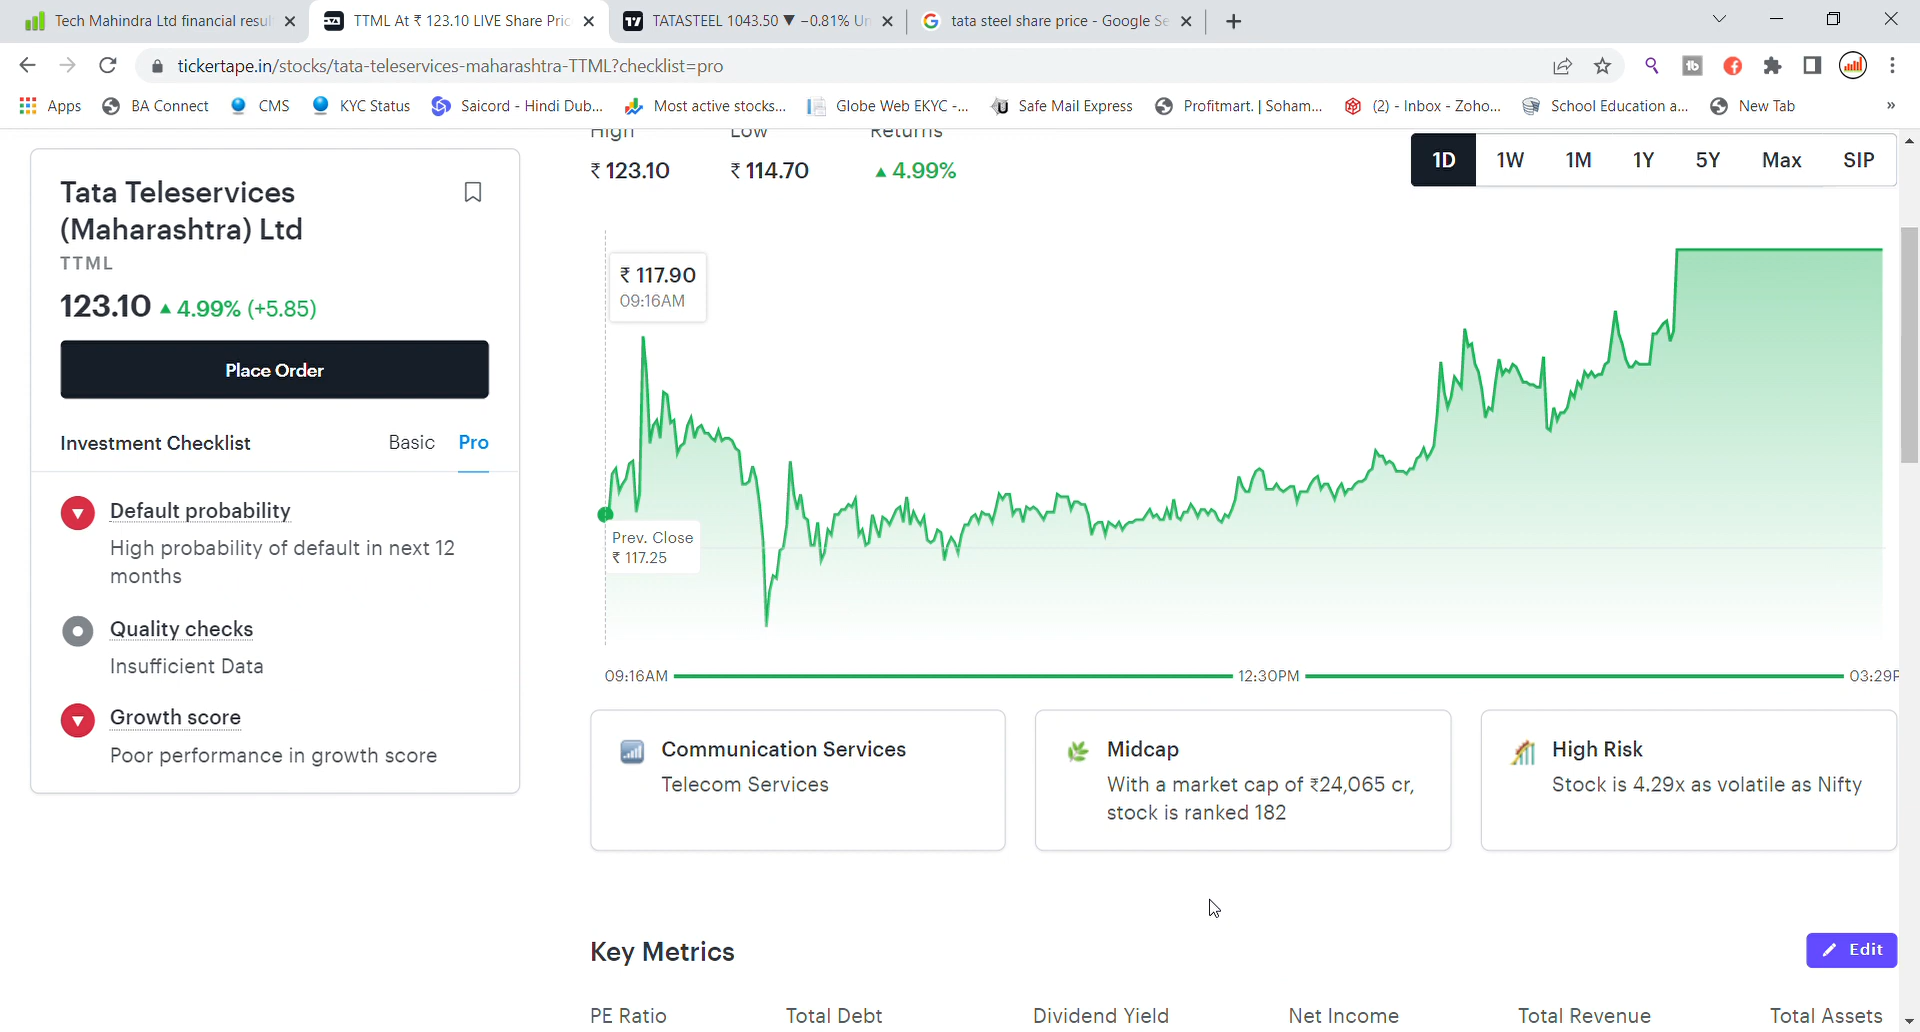 Tech Mahindra Ltd financial resul
TTML At ₹ 123.10 LIVE Share Pric
TATASTEEL 1043.50 ▼ −0.81% Un
tata steel share price - Google Se
tickertape.in/stocks/tata-teleservices-maharashtra-TTML?checklist=pro
Apps
BA Connect
CMS
KYC Status
Saicord - Hindi Dub...
Most active stocks...
Globe Web EKYC -...
Safe Mail Express
Profitmart. | Soham...
(2) - Inbox - Zoho...
School Education a...
New Tab
»
Tata Teleservices
(Maharashtra) Ltd
TTML
123.10 ▲ 4.99% (+5.85)
Place Order
Investment Checklist
Basic
Pro
Default probability
High probability of default in next 12
months
Quality checks
Insufficient Data
Growth score
Poor performance in growth score
High
Low
Returns
₹ 123.10
₹ 114.70
▲ 4.99%
1D
1W
1M
1Y
5Y
Max
SIP
₹ 117.90
09:16AM
Prev. Close
₹ 117.25
09:16AM
12:30PM
03:29P
Communication Services
Telecom Services
Midcap
With a market cap of ₹24,065 cr,
stock is ranked 182
High Risk
Stock is 4.29x as volatile as Nifty
Key Metrics
Edit
PE Ratio
Total Debt
Dividend Yield
Net Income
Total Revenue
Total Assets